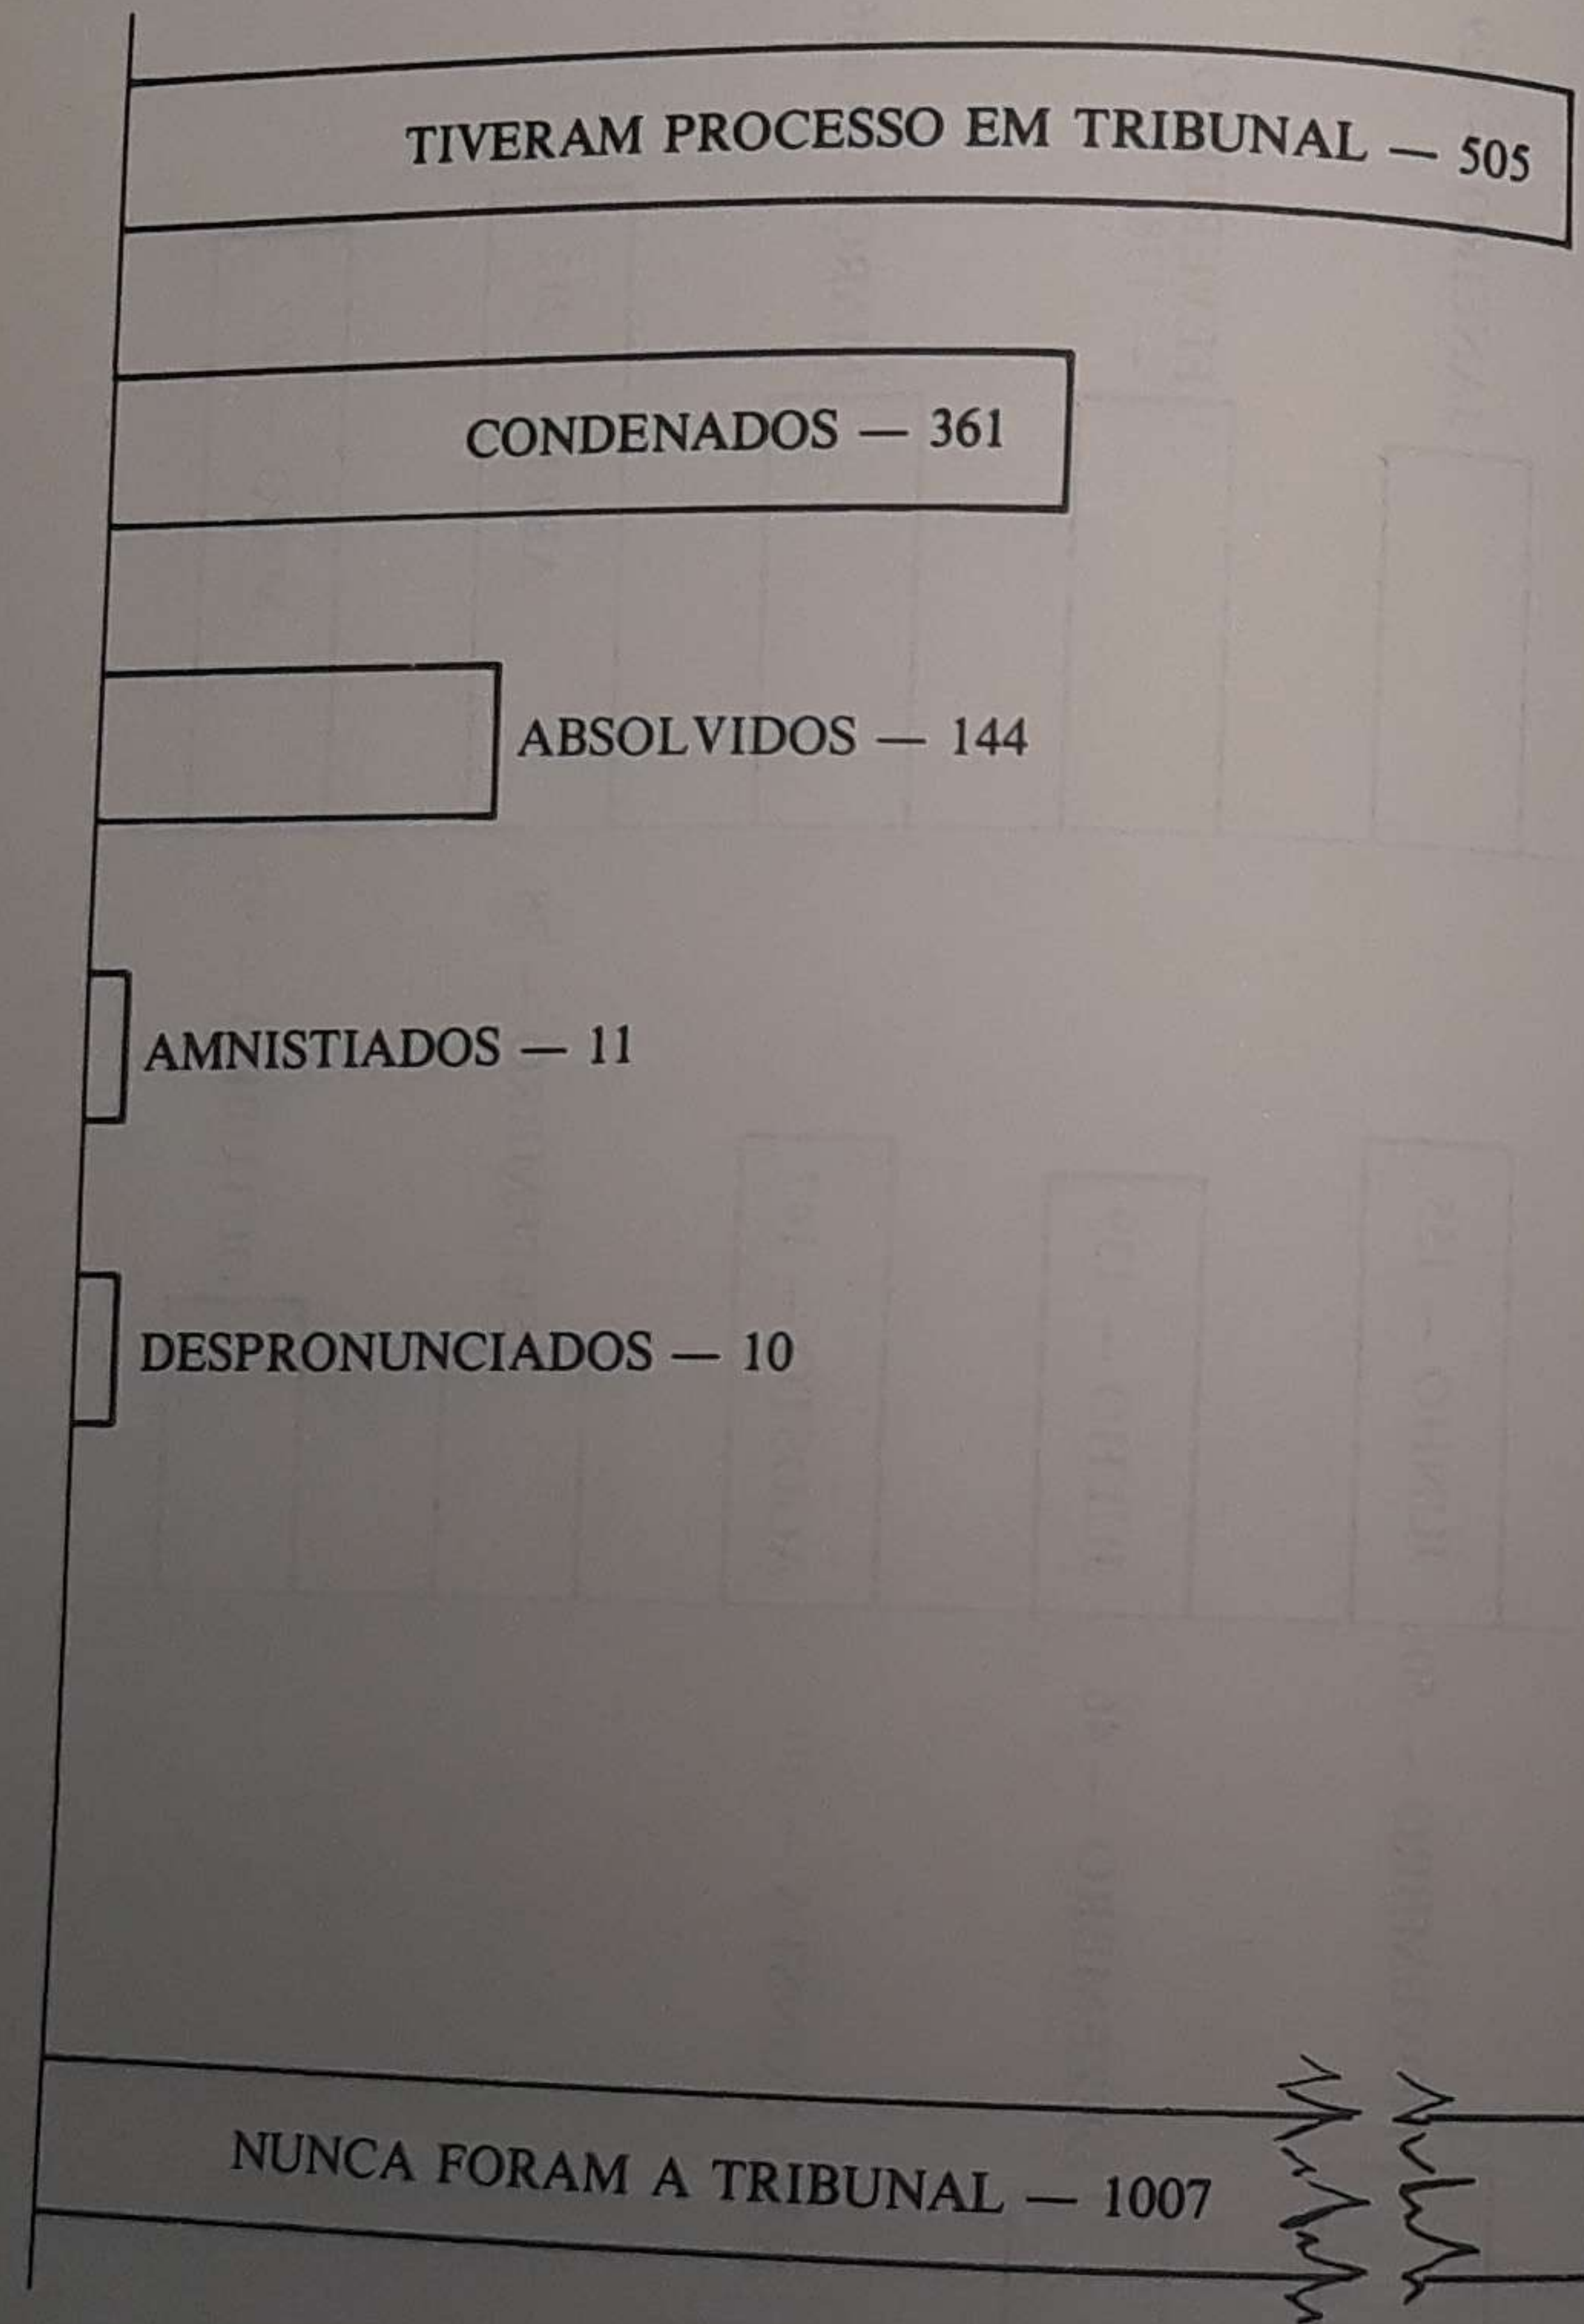 TIVERAM PROCESSO EM TRIBUNAL — 505
CONDENADOS — 361
ABSOLVIDOS — 144
AMNISTIADOS — 11
DESPRONUNCIADOS — 10
NUNCA FORAM A TRIBUNAL — 1007